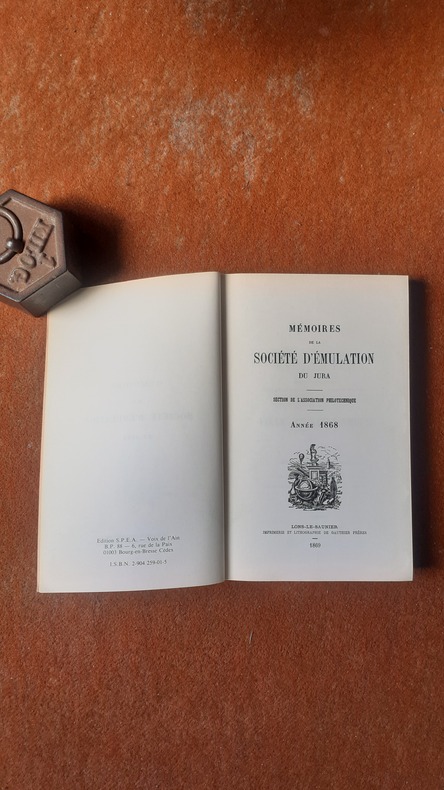 Edition S.P.E.A. — Voix de l'Ain
B.P. 88 — 6, rue de la Paix
01003 Bourg-en-Bresse Cedex
I.S.B.N. 2-904 259-01-5
MÉMOIRES
DE LA
SOCIÉTÉ D'ÉMULATION
DU JURA
SECTION DE L'ASSOCIATION PHILOTECHNIQUE
ANNÉE 1868
LONS-LE-SAUNIER
IMPRIMERIE ET LITHOGRAPHIE DE GAUTHIER FRÈRES
1869